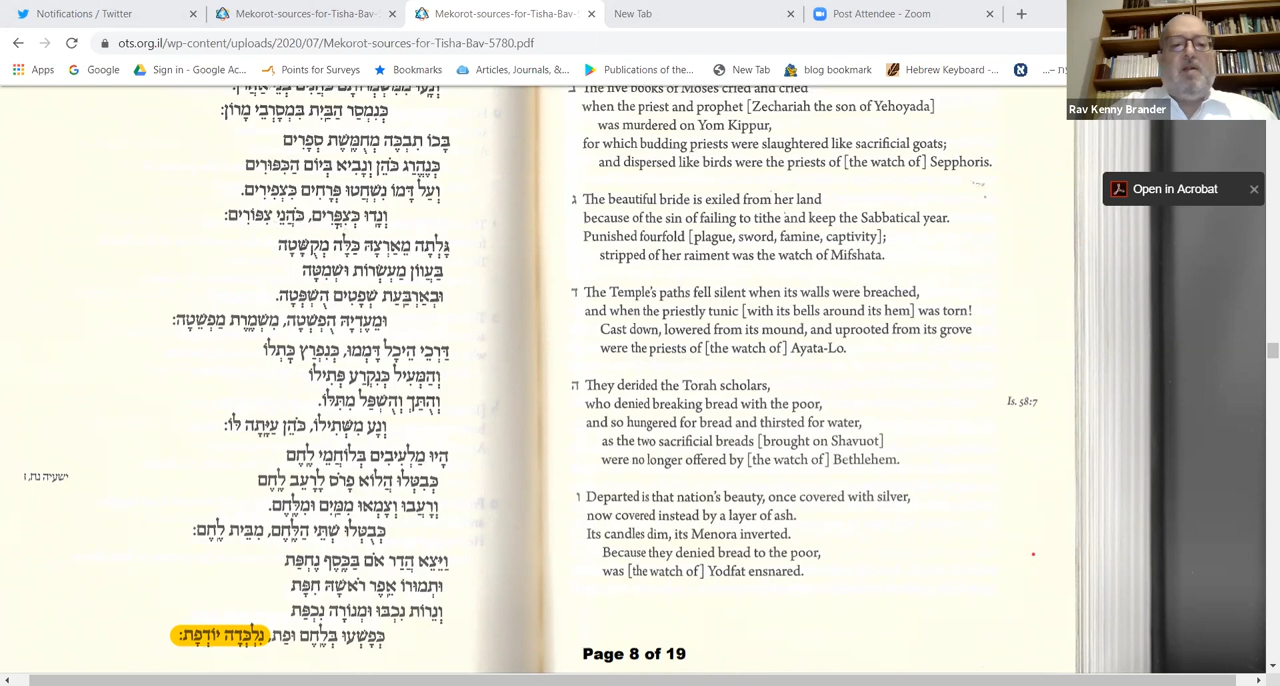 Notifications / Twitter
Mekorot-sources-for-Tisha-Bav-5
Mekorot-sources-for-Tisha-Bav-5
New Tab
Post Attendee - Zoom
ots.org.il/wp-content/uploads/2020/07/Mekorot-sources-for-Tisha-Bav-5780.pdf
Apps Google Sign in - Google Ac... Points for Surveys Bookmarks Articles, Journals, &... Publications of the... New Tab blog bookmark Hebrew Keyboard -...
Rav Kenny Brander
Open in Acrobat
כְּנִמְסַר הַבַּיִת בִּמְסָרְבֵי מָרוֹן:
בָּכוֹ תִבְכֶּה מֵחֲמֵשֶׁת סְפָרִים
כְּנֶהֱרַג כֹּהֵן וְנָבִיא בְּיוֹם הַכִּפּוּרִים
וְעַל דָּמוֹ נִשְׁחֲטוּ פְּרָחִים כִּצְפִירִים.
וְנָדוּ כְּצִפֳּרִים, כֹּהֲנֵי צִפּוֹרִים:
גָּלְתָה מֵאַרְצָהּ כַּלָּה מְקֻשָּׁטָה
בַּעֲווֹן מַעַשְׂרוֹת וּשְׁמִטָּה
וּבְאַרְבַּעַת שְׁפָטִים הֻשְׁפָּטָה.
וּמֵעֶדְיָהּ הֻפְשָׁטָה, מִשְׁמֶרֶת מִפְשָׁטָה:
דַּרְכֵי הֵיכָל דָּמְמוּ, כְּנִפְרַץ כָּתְלוֹ
וְהַמְּעִיל כְּנִקְרַע פְּתִילוֹ
וְהֻתַּךְ וְהֻשְׁפַּל מִתִּלּוֹ.
וְנָע מִשְּׁתִילוֹ, כֹּהֵן עַיָּתָה לּוֹ:
הָיוּ מַלְעִיבִים בְּלוֹחֲמֵי לֶחֶם
כְּבִטְּלוּ הֲלוֹא פָרֹס לָרָעֵב לֶחֶם
וְרָעֲבוּ וְצָמְאוּ מִמַּיִם וּמִלֶּחֶם.
כְּבֻטְּלוּ שְׁתֵּי הַלֶּחֶם, מִבֵּית לֶחֶם:
וַיֵּצֵא הֲדַר אֹם בַּכֶּסֶף נֶחְפַּת
וּתְמוּרוֹ אֵפֶר רֹאשָׁהּ חִפַּת
וְנֵרוֹת נִכְבּוּ וּמְנוֹרָה נִכְפַּת
כְּפָשְׁעוּ בְּלֶחֶם וּפַת, נִלְכְּדָה יוֹדְפַת:
ישעיה נח, ז
ב The five books of Moses cried and cried
when the priest and prophet [Zechariah the son of Yehoyada]
was murdered on Yom Kippur,
for which budding priests were slaughtered like sacrificial goats;
and dispersed like birds were the priests of [the watch of] Sepphoris.
ג The beautiful bride is exiled from her land
because of the sin of failing to tithe and keep the Sabbatical year.
Punished fourfold [plague, sword, famine, captivity];
stripped of her raiment was the watch of Mifshata.
ד The Temple's paths fell silent when its walls were breached,
and when the priestly tunic [with its bells around its hem] was torn!
Cast down, lowered from its mound, and uprooted from its grove
were the priests of [the watch of] Ayata-Lo.
ה They derided the Torah scholars,
who denied breaking bread with the poor,
and so hungered for bread and thirsted for water,
as the two sacrificial breads [brought on Shavuot]
were no longer offered by [the watch of] Bethlehem.
Is. 58:7
ו Departed is that nation's beauty, once covered with silver,
now covered instead by a layer of ash.
Its candles dim, its Menora inverted.
Because they denied bread to the poor,
was [the watch of] Yodfat ensnared.
Page 8 of 19